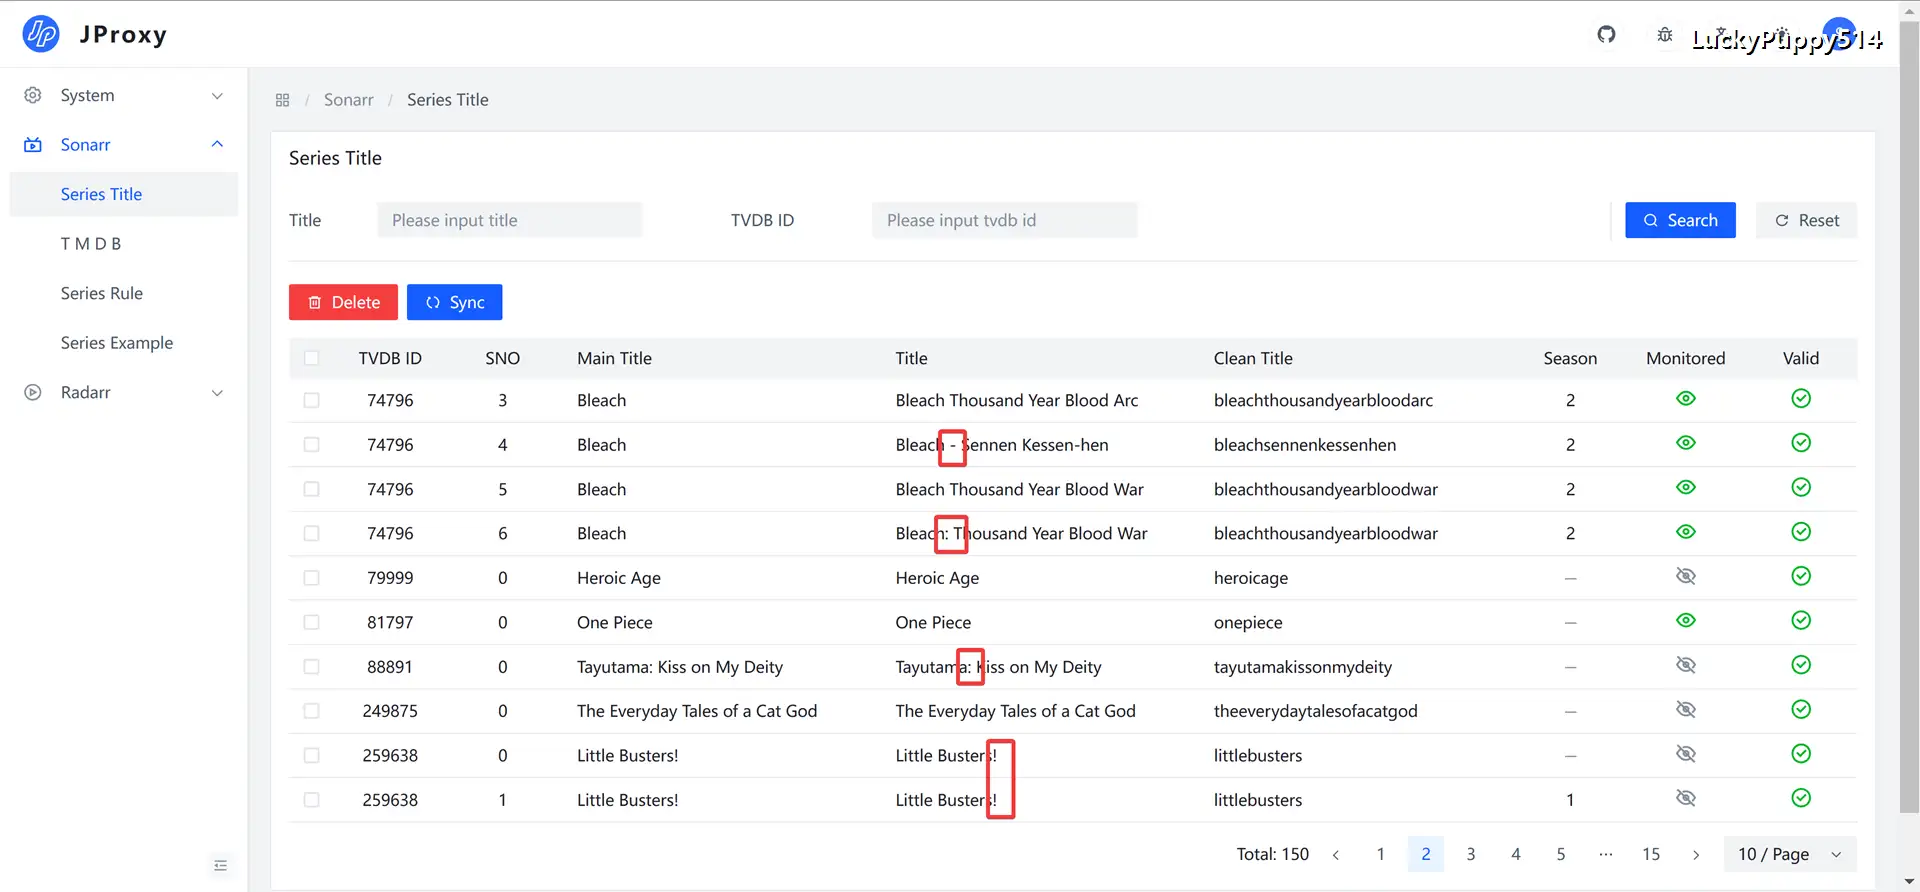 JProxy
LuckyPuppy514
System
Sonarr
Series Title
T M D B
Series Rule
Series Example
Radarr
/ Sonarr / Series Title
Series Title
Title Please input title TVDB ID Please input tvdb id Search Reset
Delete Sync
TVDB ID SNO Main Title Title Clean Title Season Monitored Valid
74796 3 Bleach Bleach Thousand Year Blood Arc bleachthousandyearbloodarc 2
74796 4 Bleach Bleach - Sennen Kessen-hen bleachsennenkessenhen 2
74796 5 Bleach Bleach Thousand Year Blood War bleachthousandyearbloodwar 2
74796 6 Bleach Bleach: Thousand Year Blood War bleachthousandyearbloodwar 2
79999 0 Heroic Age Heroic Age heroicage —
81797 0 One Piece One Piece onepiece —
88891 0 Tayutama: Kiss on My Deity Tayutama: Kiss on My Deity tayutamakissonmydeity —
249875 0 The Everyday Tales of a Cat God The Everyday Tales of a Cat God theeverydaytalesofacatgod —
259638 0 Little Busters! Little Busters! littlebusters —
259638 1 Little Busters! Little Busters! littlebusters 1
Total: 150 < 1 2 3 4 5 ··· 15 > 10 / Page